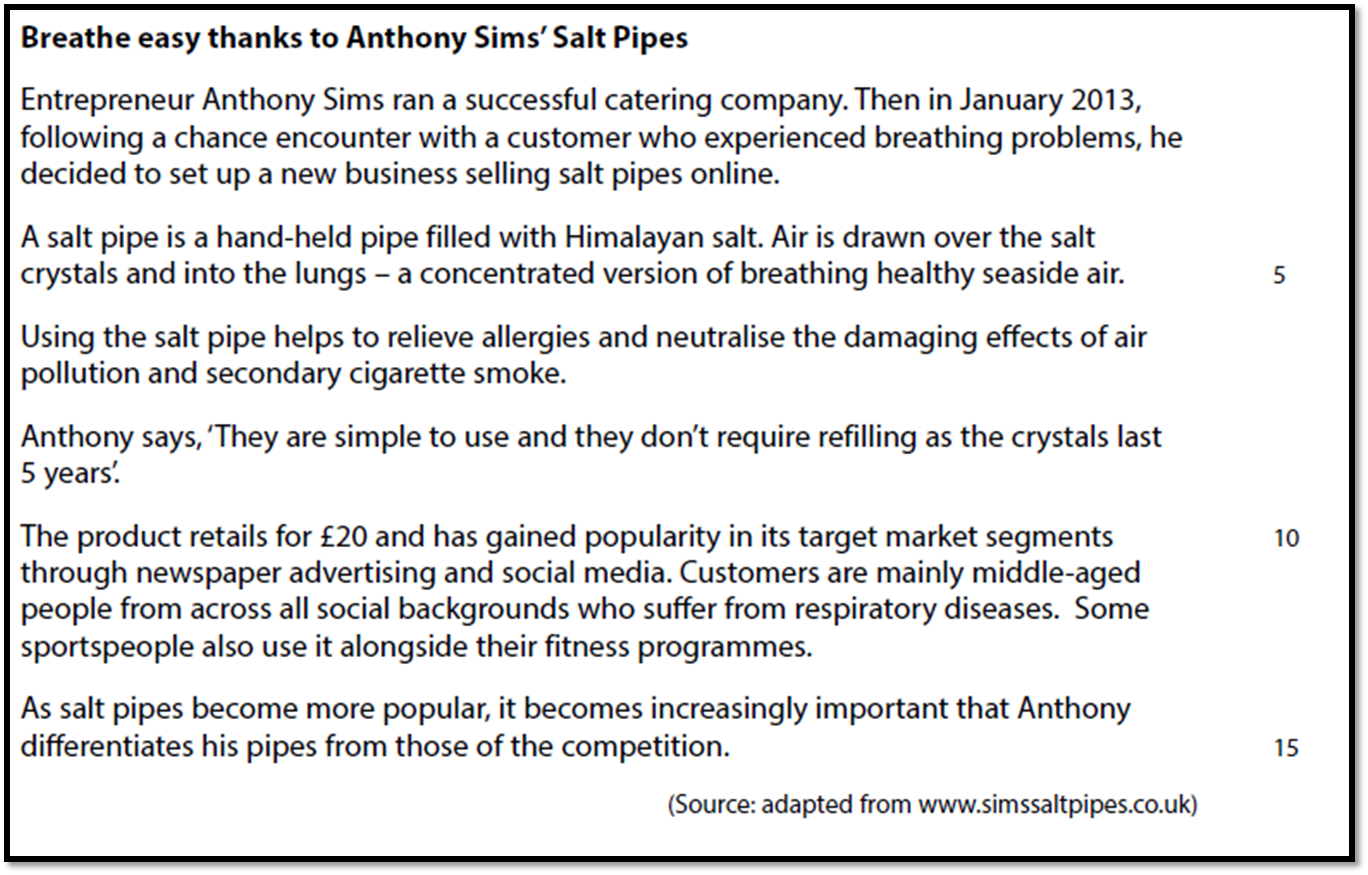 Breathe easy thanks to Anthony Sims’ Salt Pipes
Entrepreneur Anthony Sims ran a successful catering company. Then in January 2013,
following a chance encounter with a customer who experienced breathing problems, he
decided to set up a new business selling salt pipes online.
A salt pipe is a hand-held pipe filled with Himalayan salt. Air is drawn over the salt
crystals and into the lungs – a concentrated version of breathing healthy seaside air. 5
Using the salt pipe helps to relieve allergies and neutralise the damaging effects of air
pollution and secondary cigarette smoke.
Anthony says, ‘They are simple to use and they don’t require refilling as the crystals last
5 years’.
The product retails for £20 and has gained popularity in its target market segments 10
through newspaper advertising and social media. Customers are mainly middle-aged
people from across all social backgrounds who suffer from respiratory diseases. Some
sportspeople also use it alongside their fitness programmes.
As salt pipes become more popular, it becomes increasingly important that Anthony
differentiates his pipes from those of the competition. 15
(Source: adapted from www.simssaltpipes.co.uk)